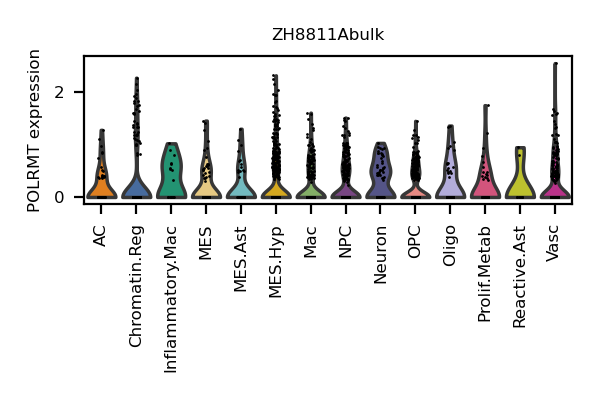 ZH8811Abulk
POLRMT expression
2
0
AC
Chromatin.Reg
Inflammatory.Mac
MES
MES.Ast
MES.Hyp
Mac
NPC
Neuron
OPC
Oligo
Prolif.Metab
Reactive.Ast
Vasc